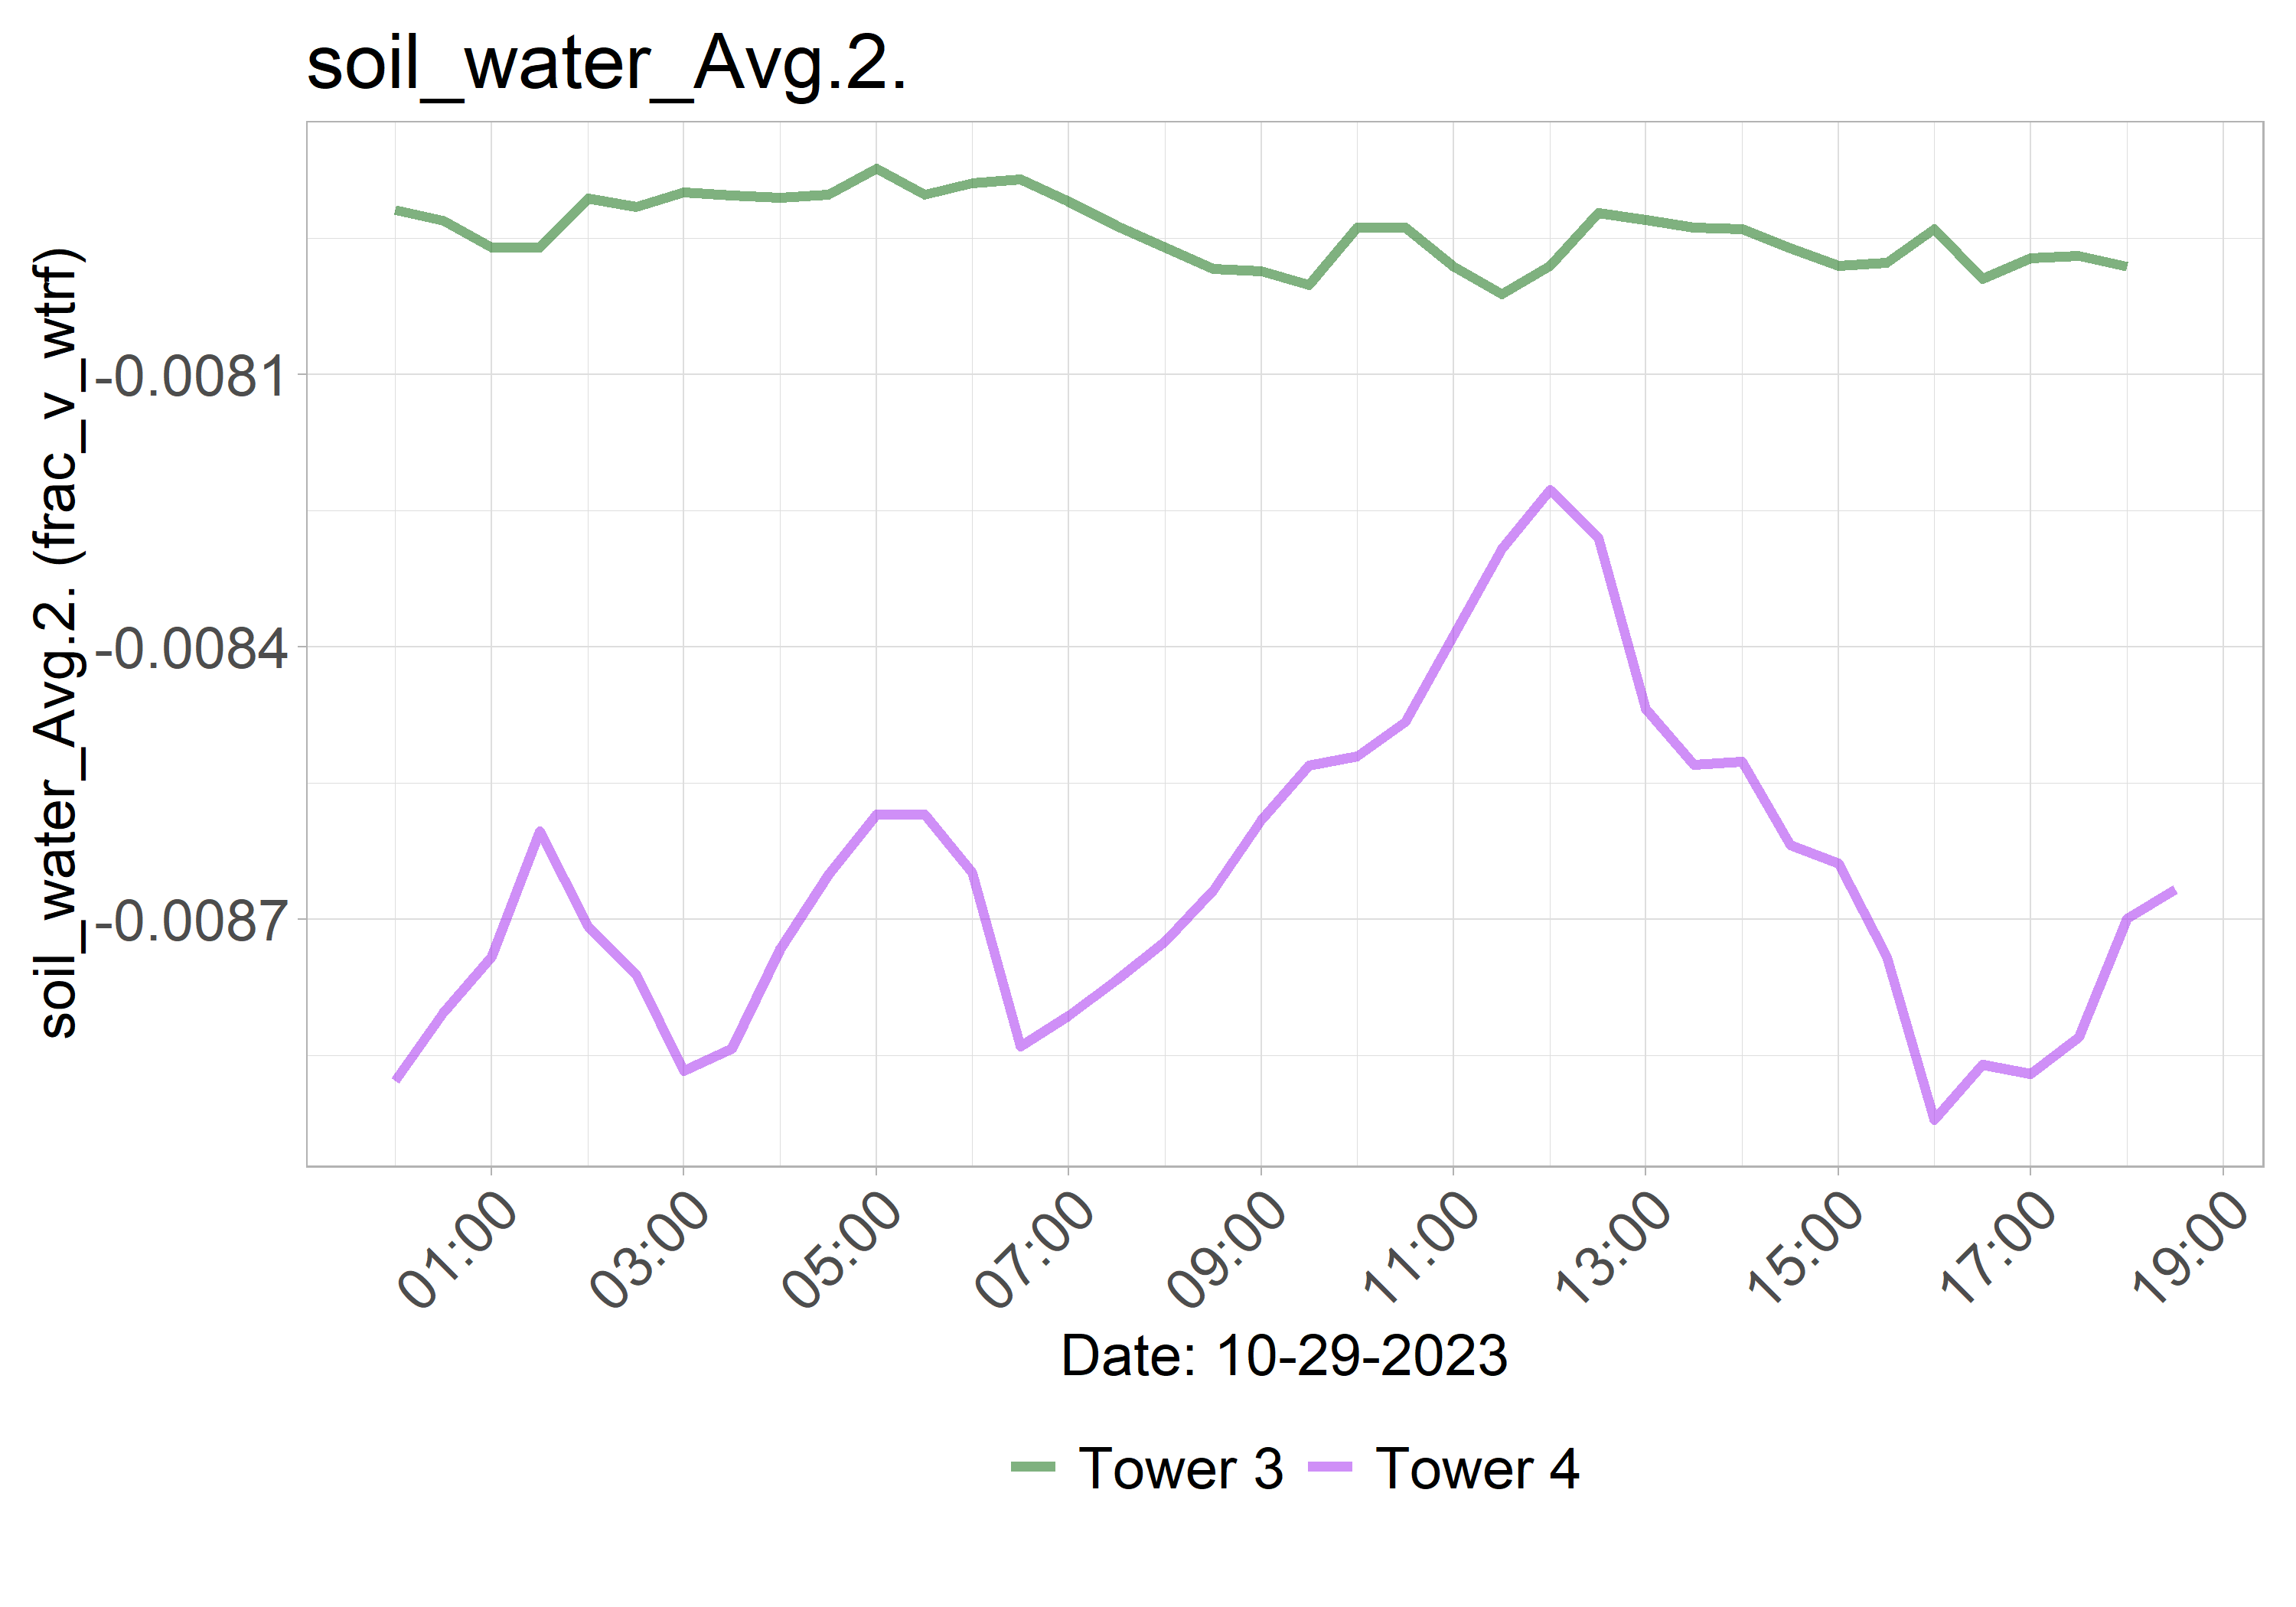 soil_water_Avg.2.
soil_water_Avg.2. (frac_v_wtrf)
-0.0081
-0.0084
-0.0087
01:00
03:00
05:00
07:00
09:00
11:00
13:00
15:00
17:00
19:00
Date: 10-29-2023
Tower 3
Tower 4